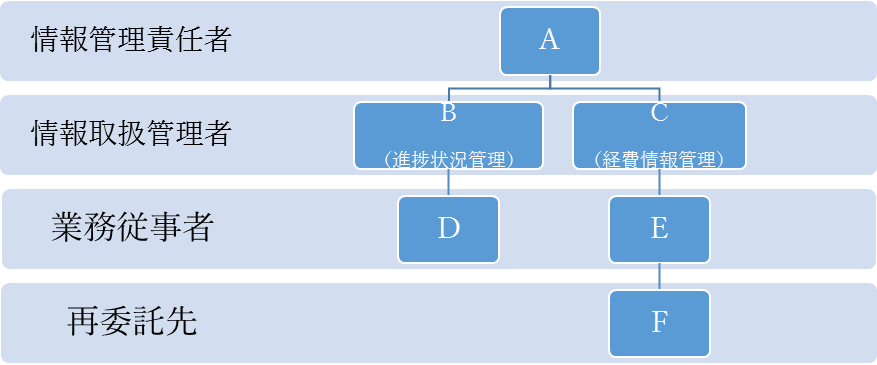 情報管理責任者
A
情報取扱管理者
B
（進捗状況管理）
C
（経費情報管理）
業務従事者
D
E
再委託先
F